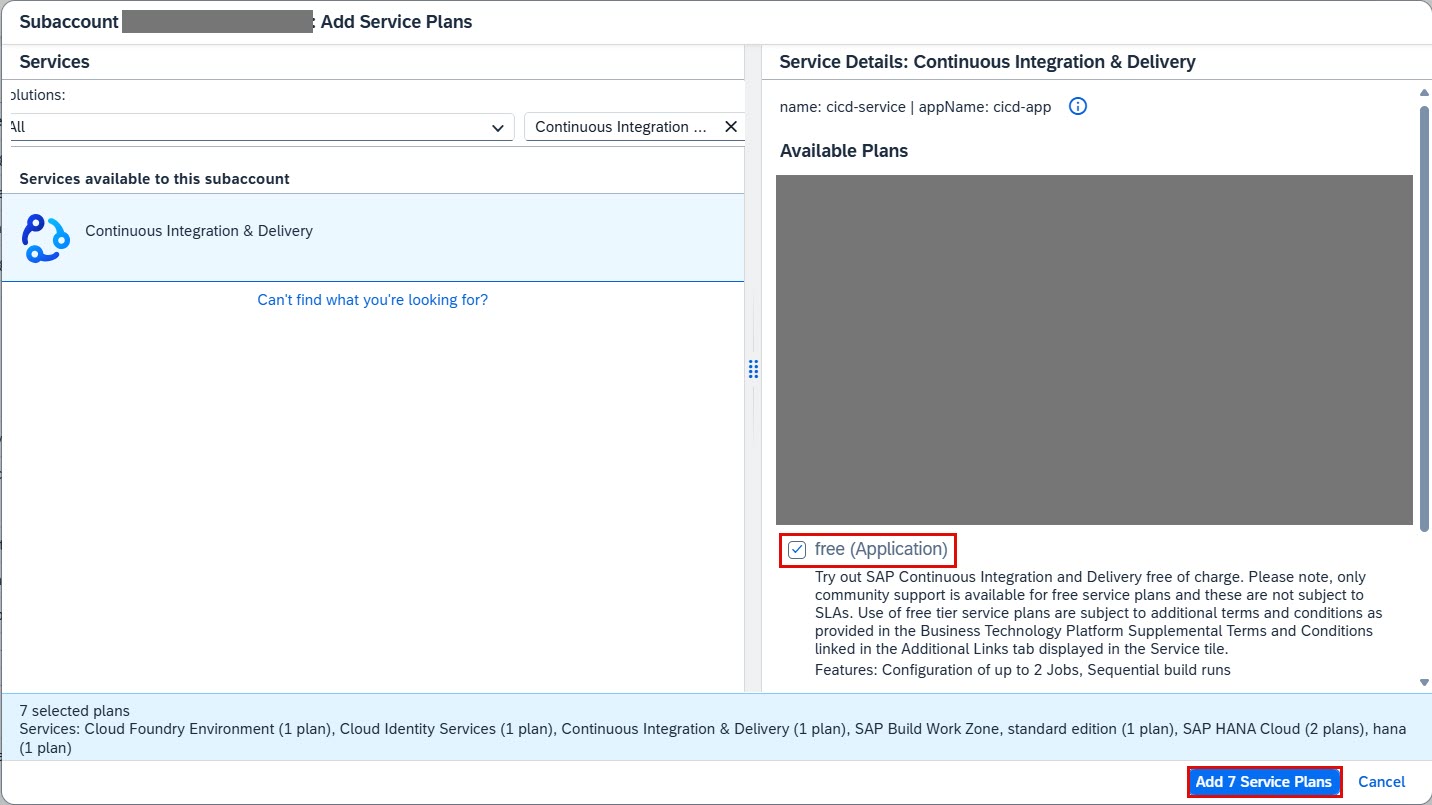 Subaccount : Add Service Plans
Services
olutions:
All
Continuous Integration ...
Services available to this subaccount
Continuous Integration & Delivery
Can't find what you're looking for?
Service Details: Continuous Integration & Delivery
name: cicd-service | appName: cicd-app
Available Plans
free (Application)
Try out SAP Continuous Integration and Delivery free of charge. Please note, only
community support is available for free service plans and these are not subject to
SLAs. Use of free tier service plans are subject to additional terms and conditions as
provided in the Business Technology Platform Supplemental Terms and Conditions
linked in the Additional Links tab displayed in the Service tile.
Features: Configuration of up to 2 Jobs, Sequential build runs
7 selected plans
Services: Cloud Foundry Environment (1 plan), Cloud Identity Services (1 plan), Continuous Integration & Delivery (1 plan), SAP Build Work Zone, standard edition (1 plan), SAP HANA Cloud (2 plans), hana
(1 plan)
Add 7 Service Plans
Cancel